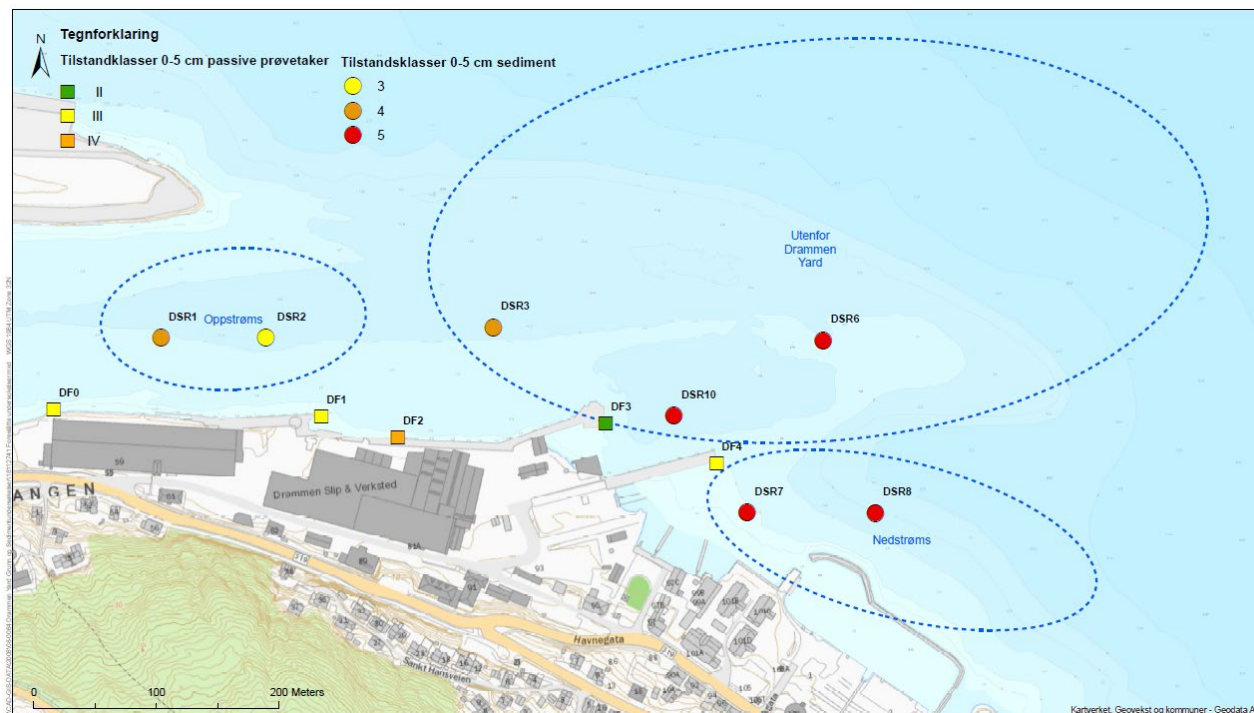 N
Tegnforklaring
Tilstandklasser 0-5 cm passive prøvetaker
II
III
IV
Tilstandsklasser 0-5 cm sediment
3
4
5
Utenfor
Drammen
Yard
DSR1
Oppstrøms
DSR2
DSR3
DSR6
DF0
DF1
DF2
DF3
DSR10
DF4
DSR7
DSR8
Nedstrøms
ANGEN
Drammen Slip & Verksted
Havnegata
Sankt Hansveien
0
100
200 Meters
Kartverket, Geovekst og kommuner - Geodata A